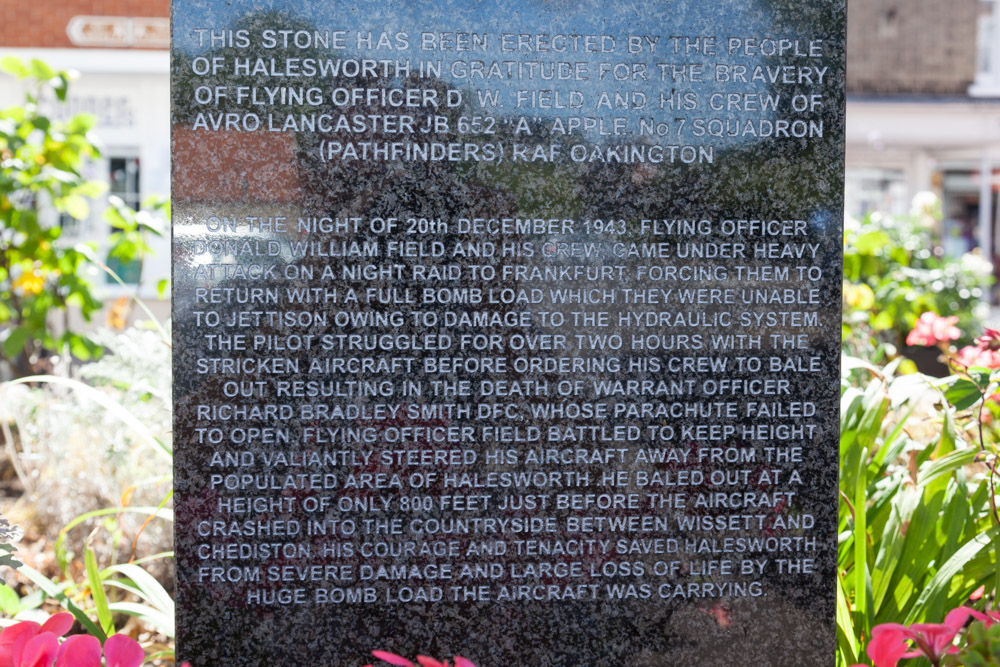 THIS STONE HAS BEEN ERECTED BY THE PEOPLE
OF HALESWORTH IN GRATITUDE FOR THE BRAVERY
OF FLYING OFFICER D. W. FIELD AND HIS CREW OF
AVRO LANCASTER JB 652 "A" APPLE. No 7 SQUADRON
(PATHFINDERS) RAF OAKINGTON
ON THE NIGHT OF 20th DECEMBER 1943, FLYING OFFICER
DONALD WILLIAM FIELD AND HIS CREW, CAME UNDER HEAVY
ATTACK ON A NIGHT RAID TO FRANKFURT, FORCING THEM TO
RETURN WITH A FULL BOMB LOAD WHICH THEY WERE UNABLE
TO JETTISON OWING TO DAMAGE TO THE HYDRAULIC SYSTEM.
THE PILOT STRUGGLED FOR OVER TWO HOURS WITH THE
STRICKEN AIRCRAFT BEFORE ORDERING HIS CREW TO BALE
OUT RESULTING IN THE DEATH OF WARRANT OFFICER
RICHARD BRADLEY SMITH DFC, WHOSE PARACHUTE FAILED
TO OPEN. FLYING OFFICER FIELD BATTLED TO KEEP HEIGHT
AND VALIANTLY STEERED HIS AIRCRAFT AWAY FROM THE
POPULATED AREA OF HALESWORTH. HE BALED OUT AT A
HEIGHT OF ONLY 800 FEET JUST BEFORE THE AIRCRAFT
CRASHED INTO THE COUNTRYSIDE BETWEEN WISSETT AND
CHEDISTON. HIS COURAGE AND TENACITY SAVED HALESWORTH
FROM SEVERE DAMAGE AND LARGE LOSS OF LIFE BY THE
HUGE BOMB LOAD THE AIRCRAFT WAS CARRYING.